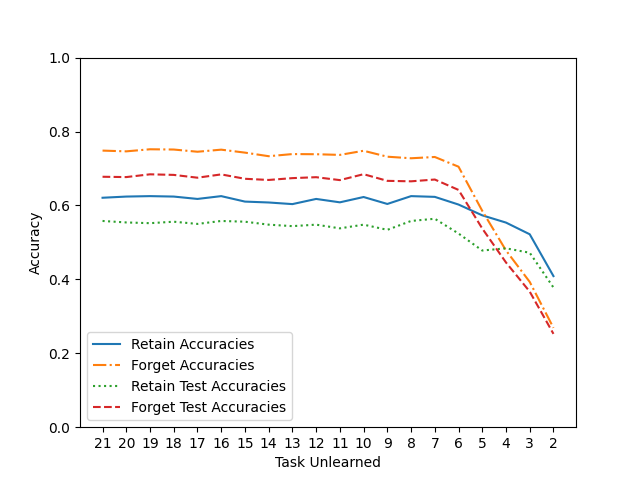 1.0
0.8
0.6
0.4
0.2
0.0
Accuracy
Retain Accuracies
Forget Accuracies
Retain Test Accuracies
Forget Test Accuracies
21 20 19 18 17 16 15 14 13 12 11 10 9 8 7 6 5 4 3 2
Task Unlearned